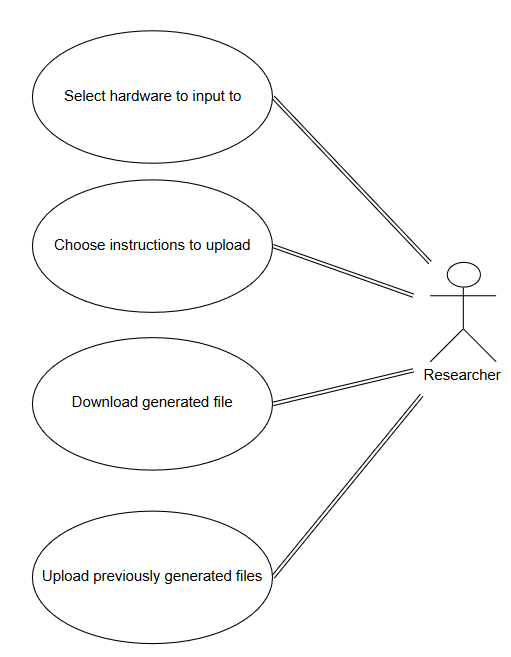 Select hardware to input to
Choose instructions to upload
Researcher
Download generated file
Upload previously generated files